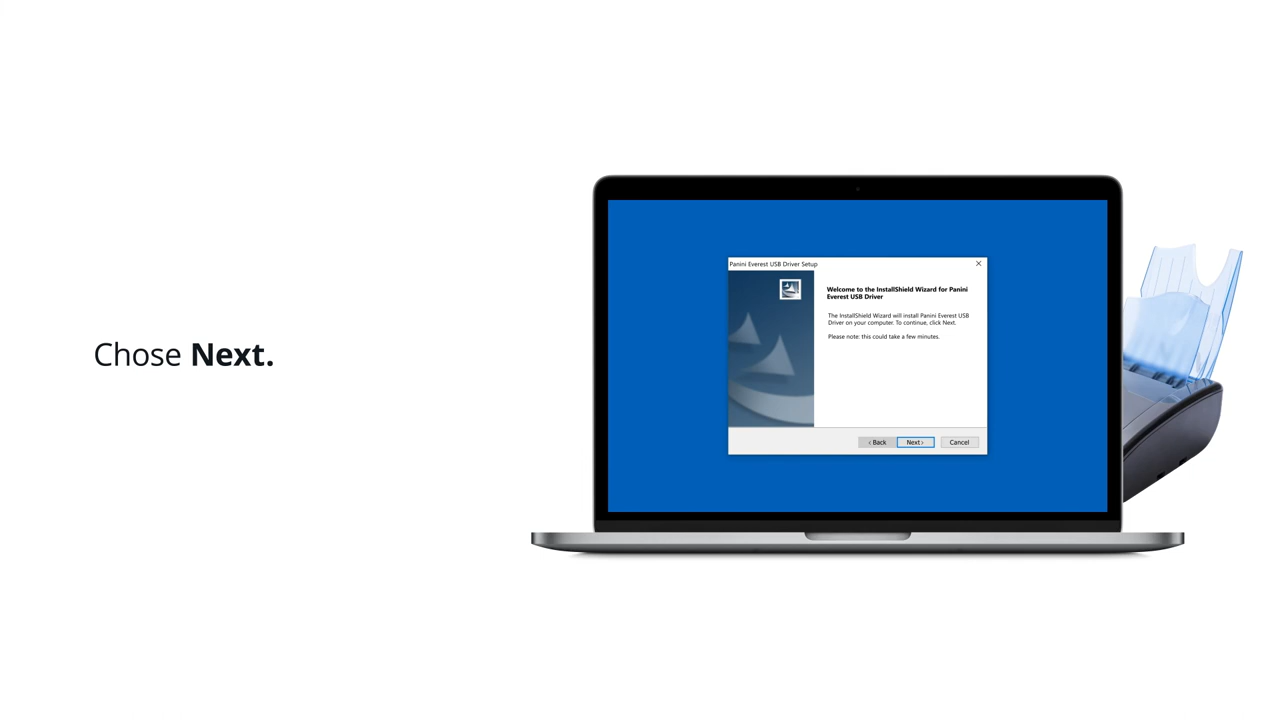 Chose Next.
Panini Everest USB Driver Setup
Welcome to the InstallShield Wizard for Panini
Everest USB Driver
The InstallShield Wizard will install Panini Everest USB
Driver on your computer. To continue, click Next.
Please note: this could take a few minutes.
‹ Back Next › Cancel